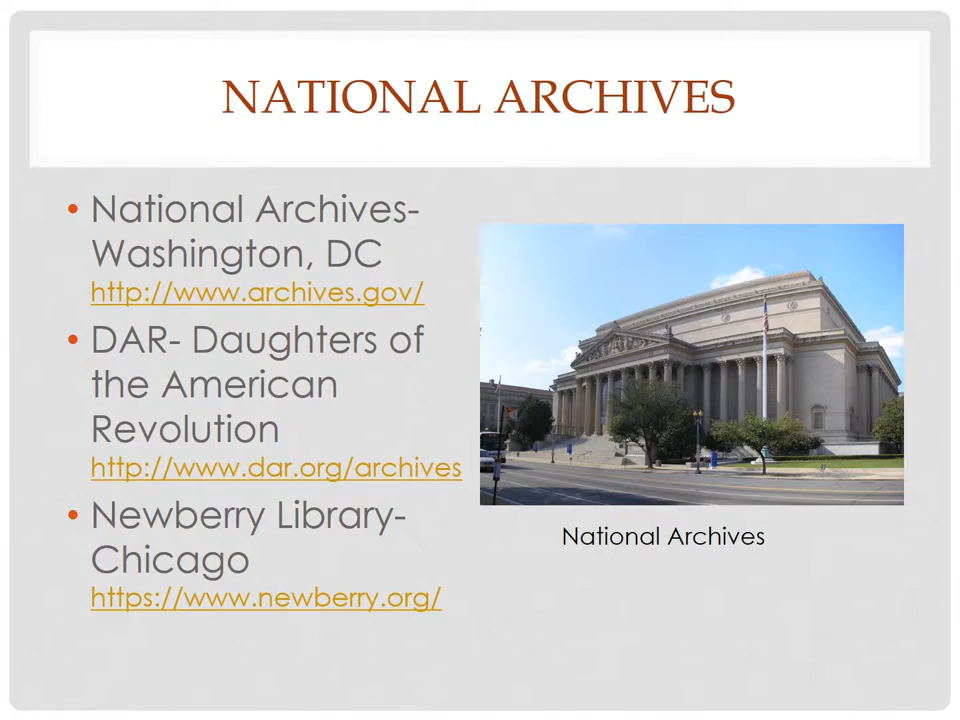 NATIONAL ARCHIVES
• National Archives-
Washington, DC
http://www.archives.gov/
• DAR- Daughters of
the American
Revolution
http://www.dar.org/archives
• Newberry Library-
Chicago
https://www.newberry.org/
National Archives